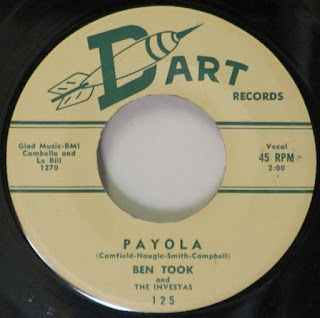 DART
RECORDS
Glad Music-BMI
Cambella and
Le Bill
1270
Vocal
45 RPM
2:00
PAYOLA
(Camfield-Naugle-Smith-Campbell)
BEN TOOK
and
THE INVESTAS
125